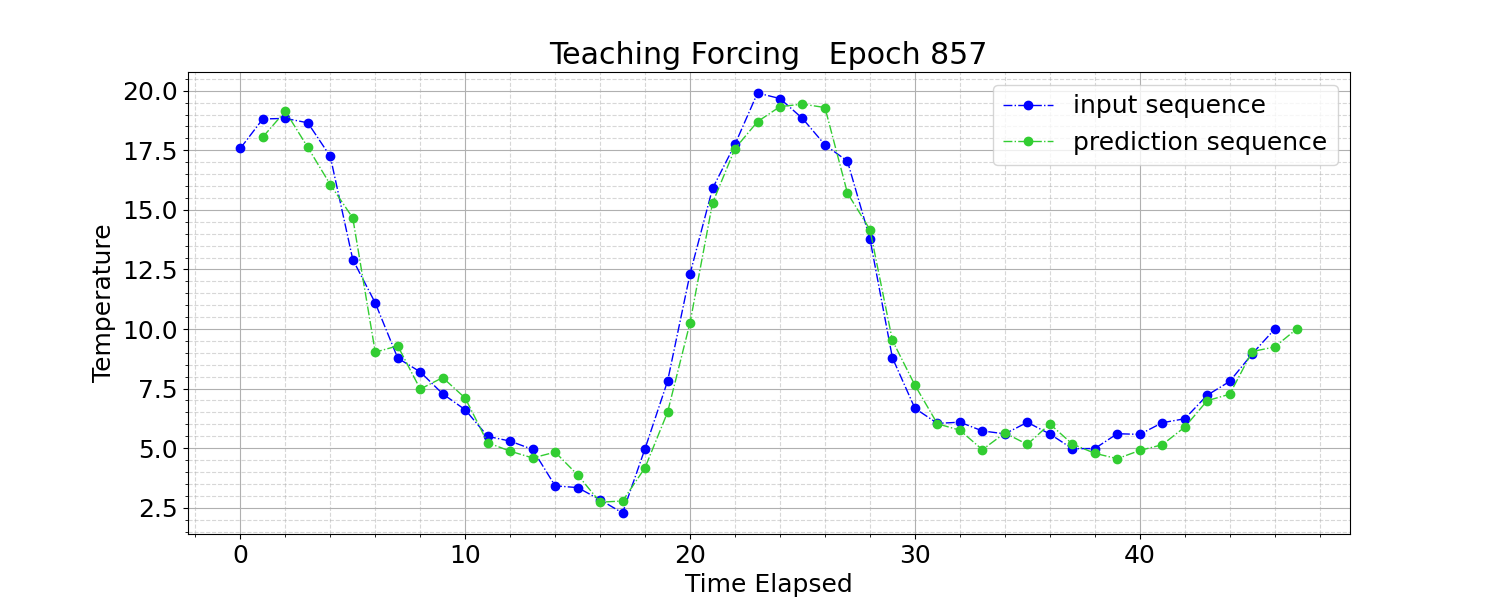 Teaching Forcing   Epoch 857
20.0
17.5
15.0
12.5
10.0
7.5
5.0
2.5
Temperature
input sequence
prediction sequence
0 10 20 30 40
Time Elapsed